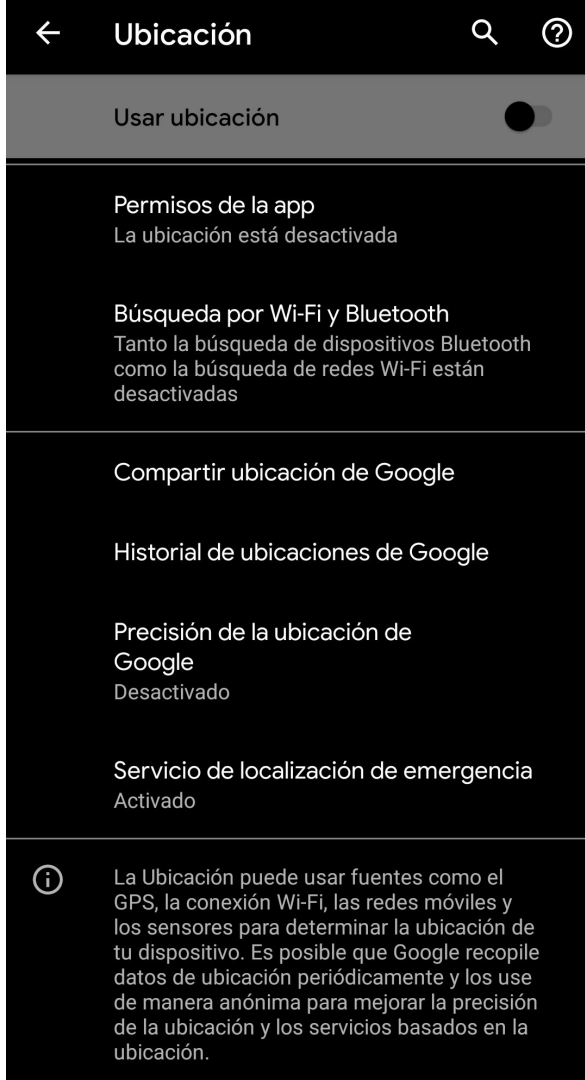 Ubicación
Usar ubicación
Permisos de la app
La ubicación está desactivada
Búsqueda por Wi-Fi y Bluetooth
Tanto la búsqueda de dispositivos Bluetooth
como la búsqueda de redes Wi-Fi están
desactivadas
Compartir ubicación de Google
Historial de ubicaciones de Google
Precisión de la ubicación de
Google
Desactivado
Servicio de localización de emergencia
Activado
La Ubicación puede usar fuentes como el
GPS, la conexión Wi-Fi, las redes móviles y
los sensores para determinar la ubicación de
tu dispositivo. Es posible que Google recopile
datos de ubicación periódicamente y los use
de manera anónima para mejorar la precisión
de la ubicación y los servicios basados en la
ubicación.